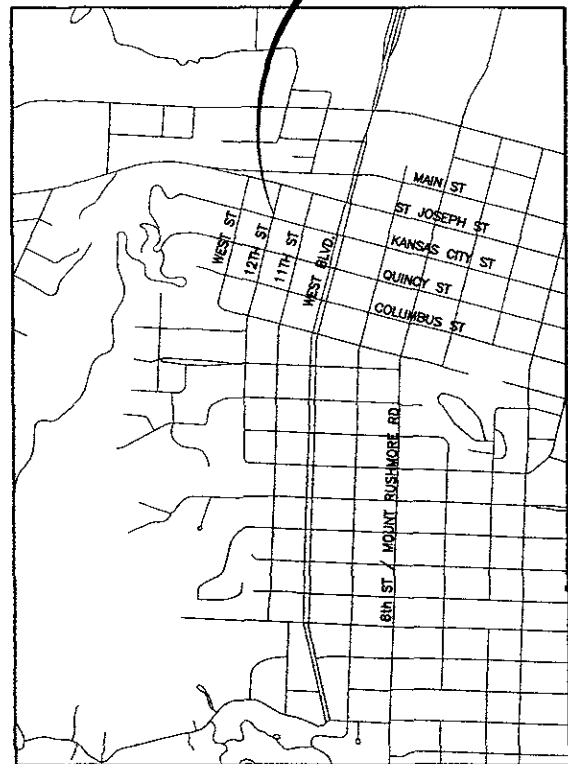 MAIN ST
ST JOSEPH ST
KANSAS CITY ST
QUINCY ST
COLUMBUS ST
WEST ST
12TH ST
11TH ST
WEST BLVD.
8th ST / MOUNT RUSHMORE RD